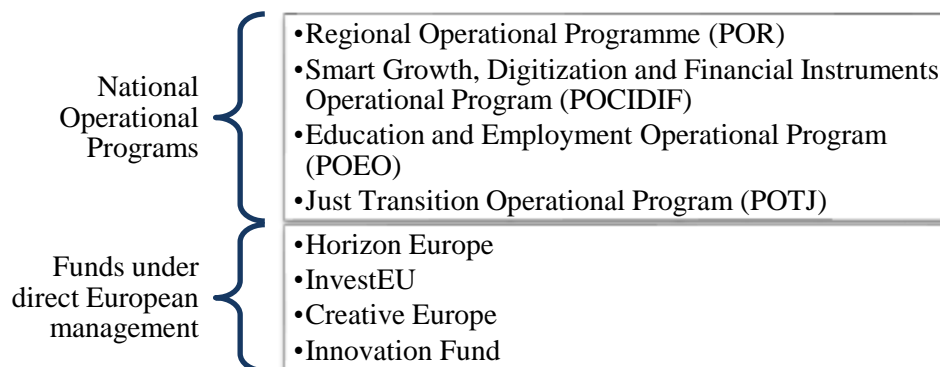 National
Operational
Programs
•Regional Operational Programme (POR)
•Smart Growth, Digitization and Financial Instruments
Operational Program (POCIDIF)
•Education and Employment Operational Program
(POEO)
•Just Transition Operational Program (POTJ)
Funds under
direct European
management
•Horizon Europe
•InvestEU
•Creative Europe
•Innovation Fund